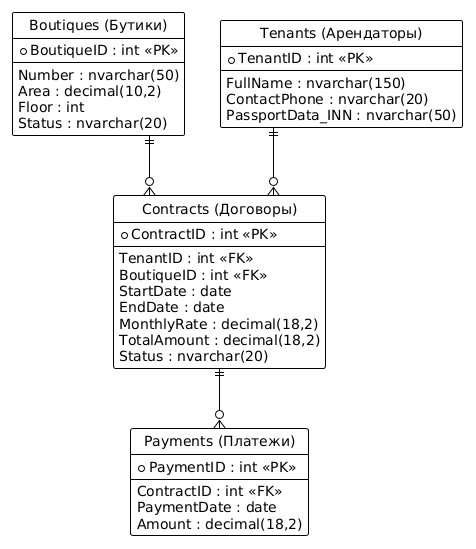 Boutiques (Бутики)
BoutiqueID : int «PK»
Number : nvarchar(50)
Area : decimal(10,2)
Floor : int
Status : nvarchar(20)
Tenants (Арендаторы)
TenantID : int «PK»
FullName : nvarchar(150)
ContactPhone : nvarchar(20)
PassportData_INN : nvarchar(50)
Contracts (Договоры)
ContractID : int «PK»
TenantID : int «FK»
BoutiqueID : int «FK»
StartDate : date
EndDate : date
MonthlyRate : decimal(18,2)
TotalAmount : decimal(18,2)
Status : nvarchar(20)
Payments (Платежи)
PaymentID : int «PK»
ContractID : int «FK»
PaymentDate : date
Amount : decimal(18,2)